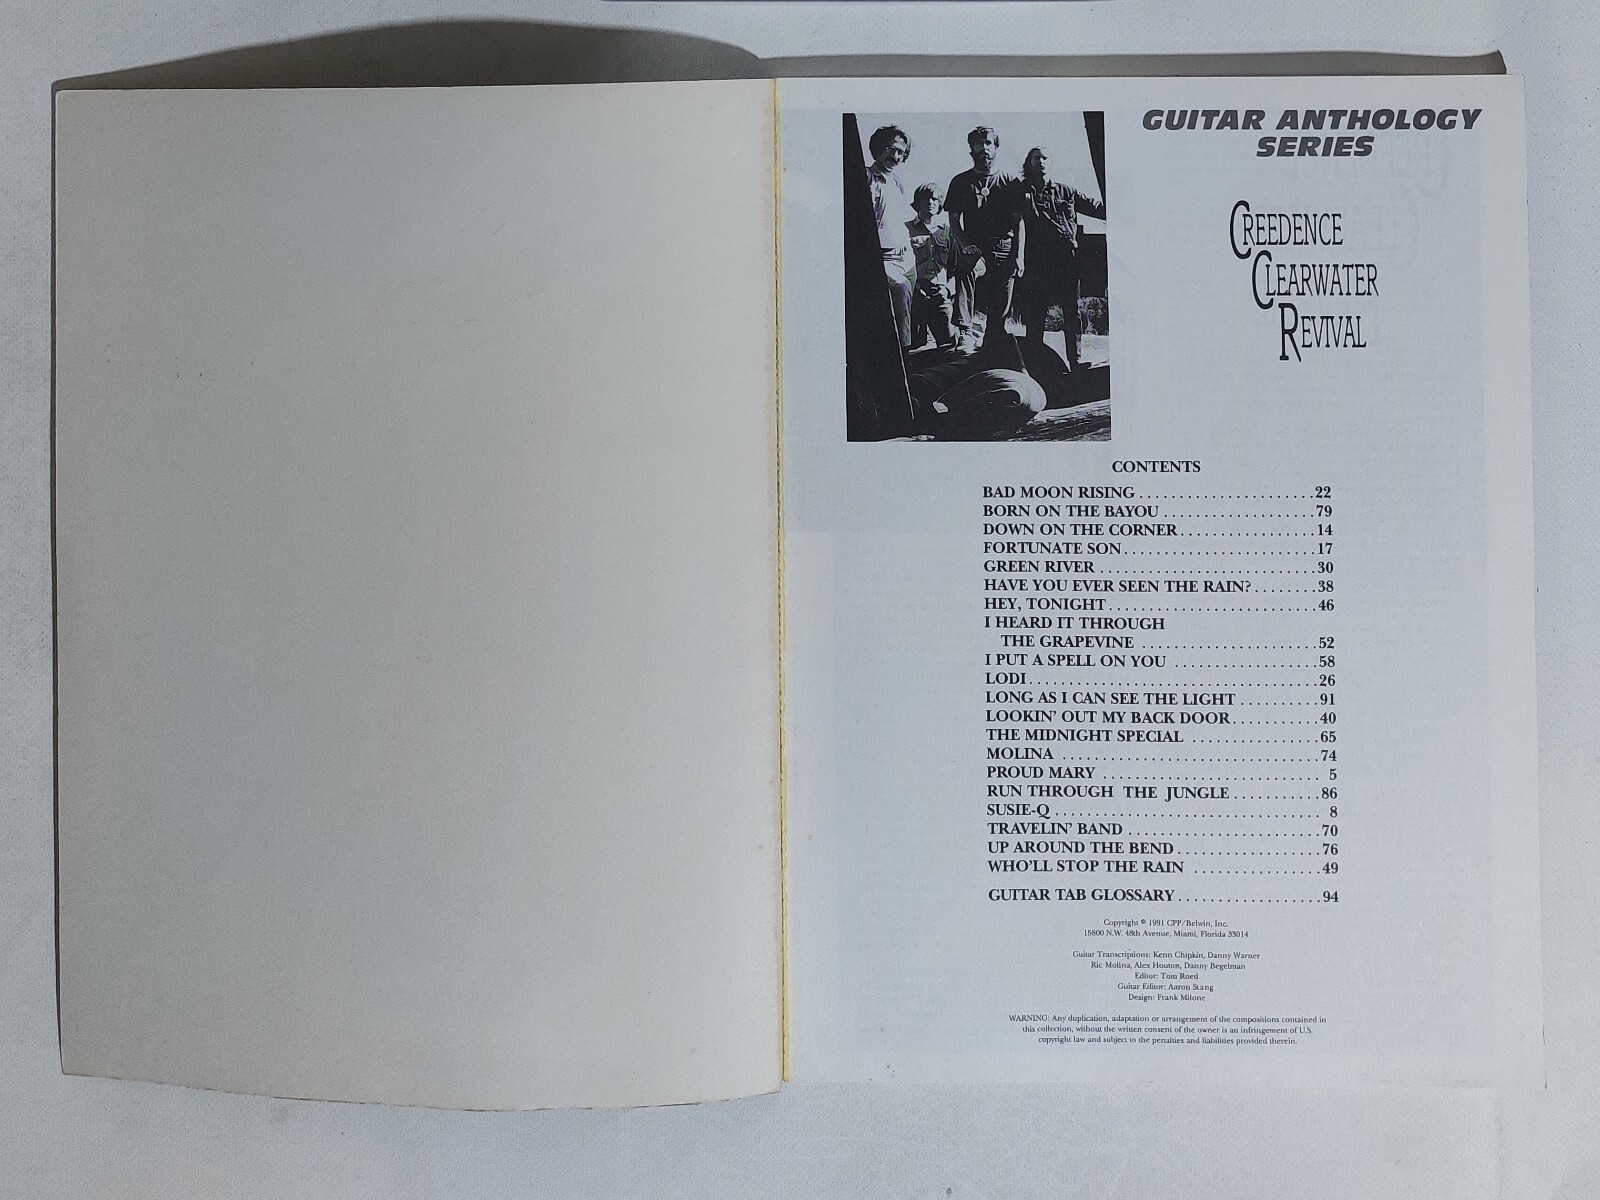 GUITAR ANTHOLOGY
SERIES
CREEDENCE
CLEARWATER
REVIVAL
CONTENTS
BAD MOON RISING . . . . . . . . . . . . . . . . . . . . . . 22
BORN ON THE BAYOU . . . . . . . . . . . . . . . . . . . 79
DOWN ON THE CORNER . . . . . . . . . . . . . . . . . 14
FORTUNATE SON . . . . . . . . . . . . . . . . . . . . . . . . 17
GREEN RIVER . . . . . . . . . . . . . . . . . . . . . . . . . . . 30
HAVE YOU EVER SEEN THE RAIN? . . . . . . . . 38
HEY, TONIGHT . . . . . . . . . . . . . . . . . . . . . . . . . . 46
I HEARD IT THROUGH
THE GRAPEVINE . . . . . . . . . . . . . . . . . . . . . . 52
I PUT A SPELL ON YOU . . . . . . . . . . . . . . . . . . 58
LODI . . . . . . . . . . . . . . . . . . . . . . . . . . . . . . . . . . . . 26
LONG AS I CAN SEE THE LIGHT . . . . . . . . . . 91
LOOKIN' OUT MY BACK DOOR . . . . . . . . . . . 40
THE MIDNIGHT SPECIAL . . . . . . . . . . . . . . . . 65
MOLINA . . . . . . . . . . . . . . . . . . . . . . . . . . . . . . . . 74
PROUD MARY . . . . . . . . . . . . . . . . . . . . . . . . . . . 5
RUN THROUGH THE JUNGLE . . . . . . . . . . . 86
SUSIE-Q . . . . . . . . . . . . . . . . . . . . . . . . . . . . . . . . . 8
TRAVELIN' BAND . . . . . . . . . . . . . . . . . . . . . . . . 70
UP AROUND THE BEND . . . . . . . . . . . . . . . . . . 76
WHO'LL STOP THE RAIN . . . . . . . . . . . . . . . . 49
GUITAR TAB GLOSSARY . . . . . . . . . . . . . . . . . . 94
Copyright © 1991 CPP/Belwin, Inc.
15800 N.W. 48th Avenue, Miami, Florida 33014
Guitar Transcriptions: Kenn Chipkin, Danny Warner
Ric Molina, Alex Houton, Danny Begelman
Editor: Tom Roed
Guitar Editor: Aaron Stang
Design: Frank Milone
WARNING: Any duplication, adaptation or arrangement of the compositions contained in
this collection, without the written consent of the owner is an infringement of U.S.
copyright law and subject to the penalties and liabilities provided therein.